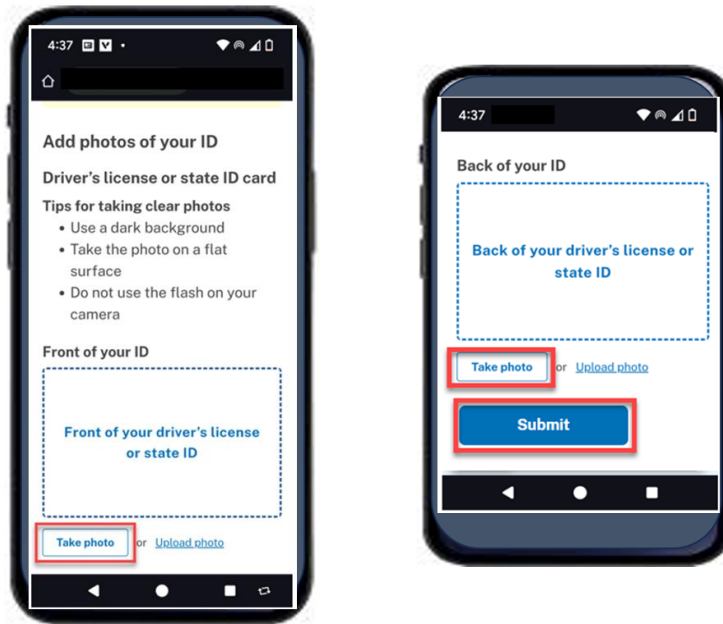 4:37
Add photos of your ID
Driver's license or state ID card
Tips for taking clear photos
• Use a dark background
• Take the photo on a flat
surface
• Do not use the flash on your
camera
Front of your ID
Front of your driver's license
or state ID
Take photo or Upload photo
4:37
Back of your ID
Back of your driver's license or
state ID
Take photo or Upload photo
Submit